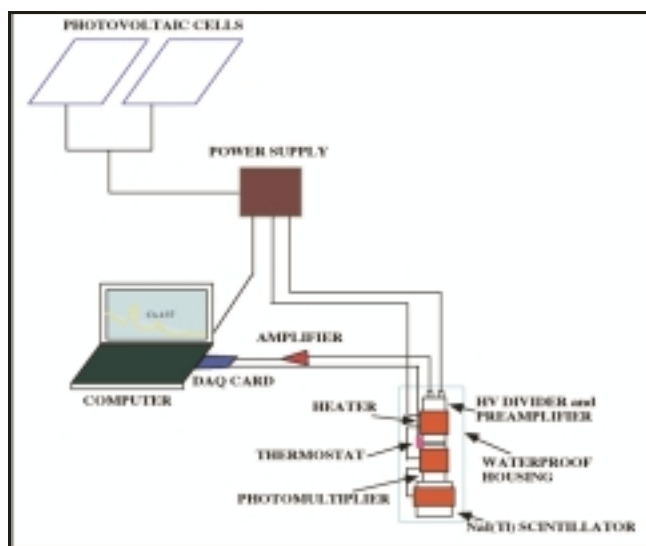 PHOTOVOLTAIC CELLS
POWER SUPPLY
AMPLIFIER
DAQ CARD
COMPUTER
HEATER
HV DIVIDER and
PREAMPLIFIER
THERMOSTAT
WATERPROOF
HOUSING
PHOTOMULTIPLIER
NaI(Tl) SCINTILLATOR